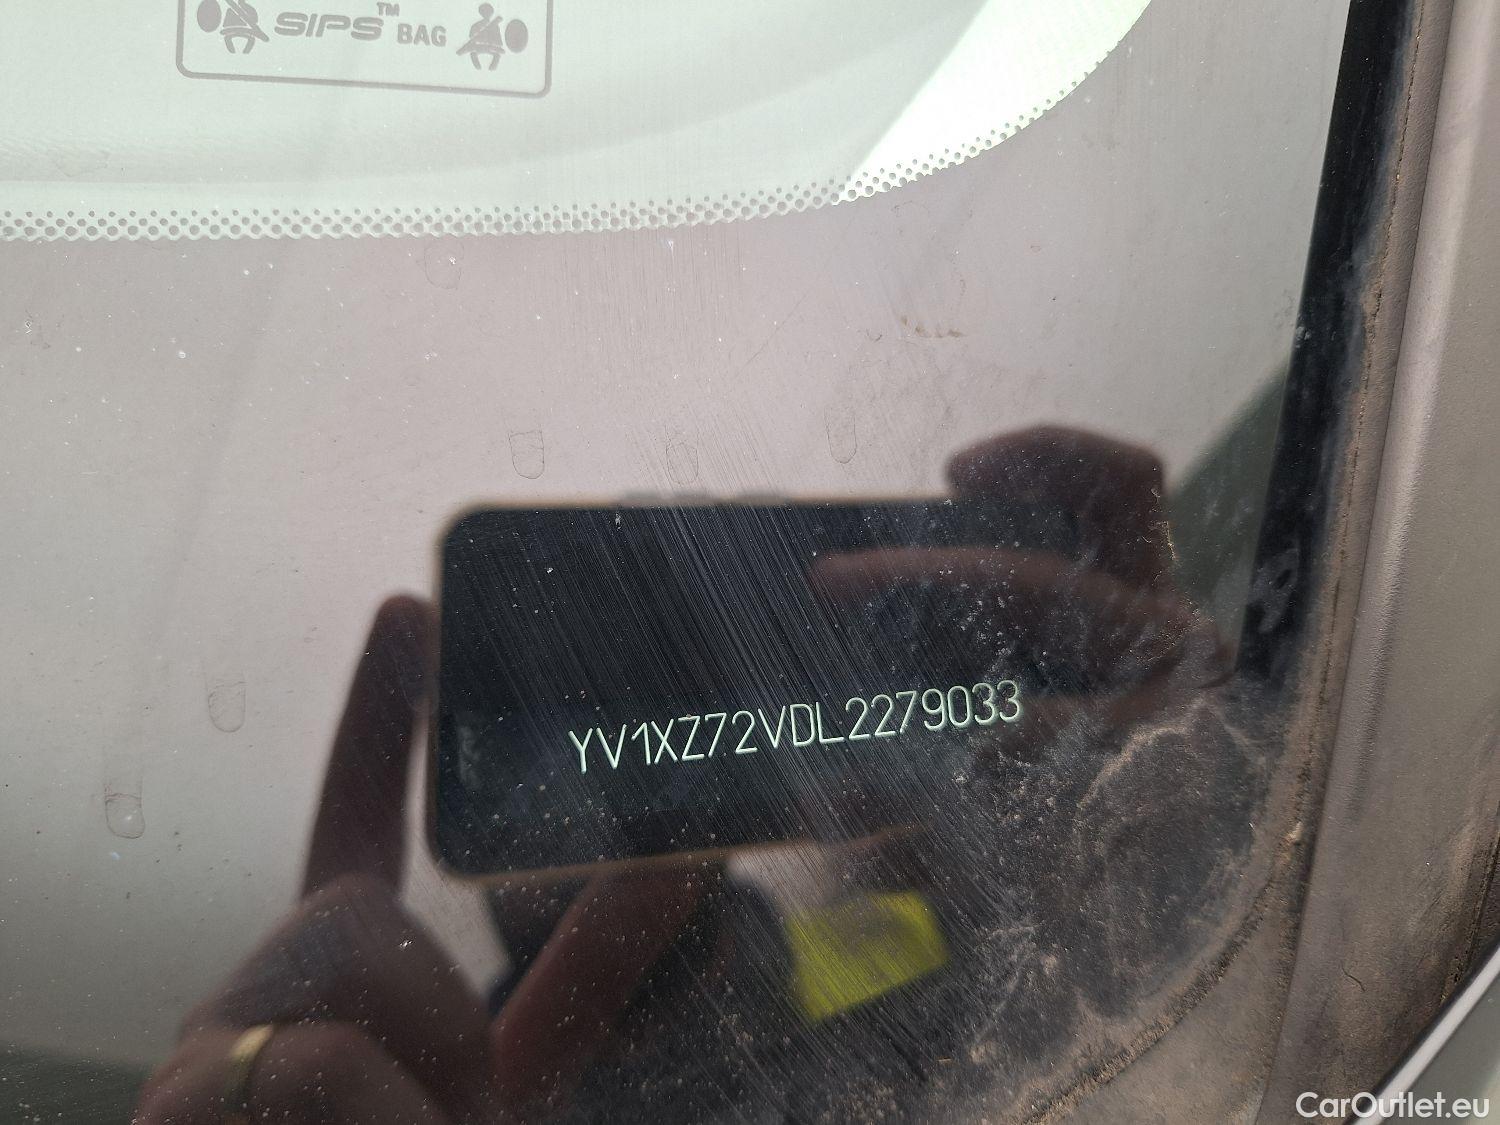 SIPS™ BAG
YV1XZ72VDL2279033
CarOutlet.eu